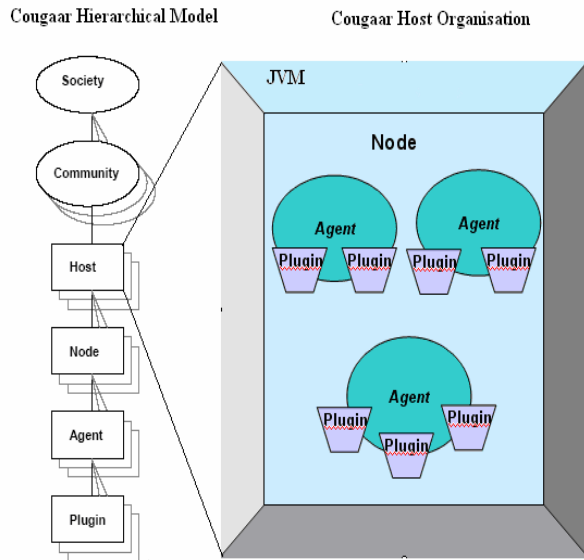 Cougaar Hierarchical Model
Cougaar Host Organisation
Society
Community
Host
Node
Agent
Plugin
JVM
Node
Agent
Plugin
Plugin
Agent
Plugin
Plugin
Agent
Plugin
Plugin
Plugin